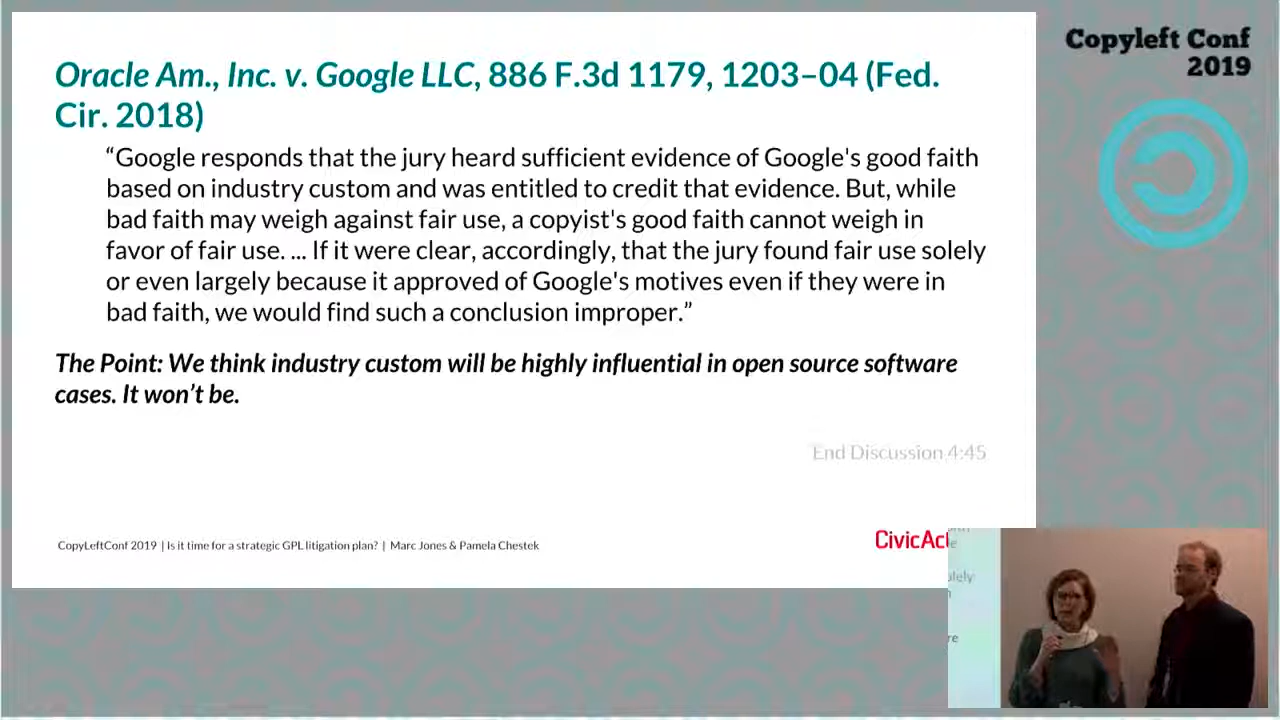 Copyleft Conf
2019
Oracle Am., Inc. v. Google LLC, 886 F.3d 1179, 1203–04 (Fed.
Cir. 2018)
“Google responds that the jury heard sufficient evidence of Google's good faith
based on industry custom and was entitled to credit that evidence. But, while
bad faith may weigh against fair use, a copyist's good faith cannot weigh in
favor of fair use. ... If it were clear, accordingly, that the jury found fair use solely
or even largely because it approved of Google's motives even if they were in
bad faith, we would find such a conclusion improper.”
The Point: We think industry custom will be highly influential in open source software
cases. It won’t be.
End Discussion 4:45
CopyLeftConf 2019 | Is it time for a strategic GPL litigation plan? | Marc Jones & Pamela Chestek
CivicAct